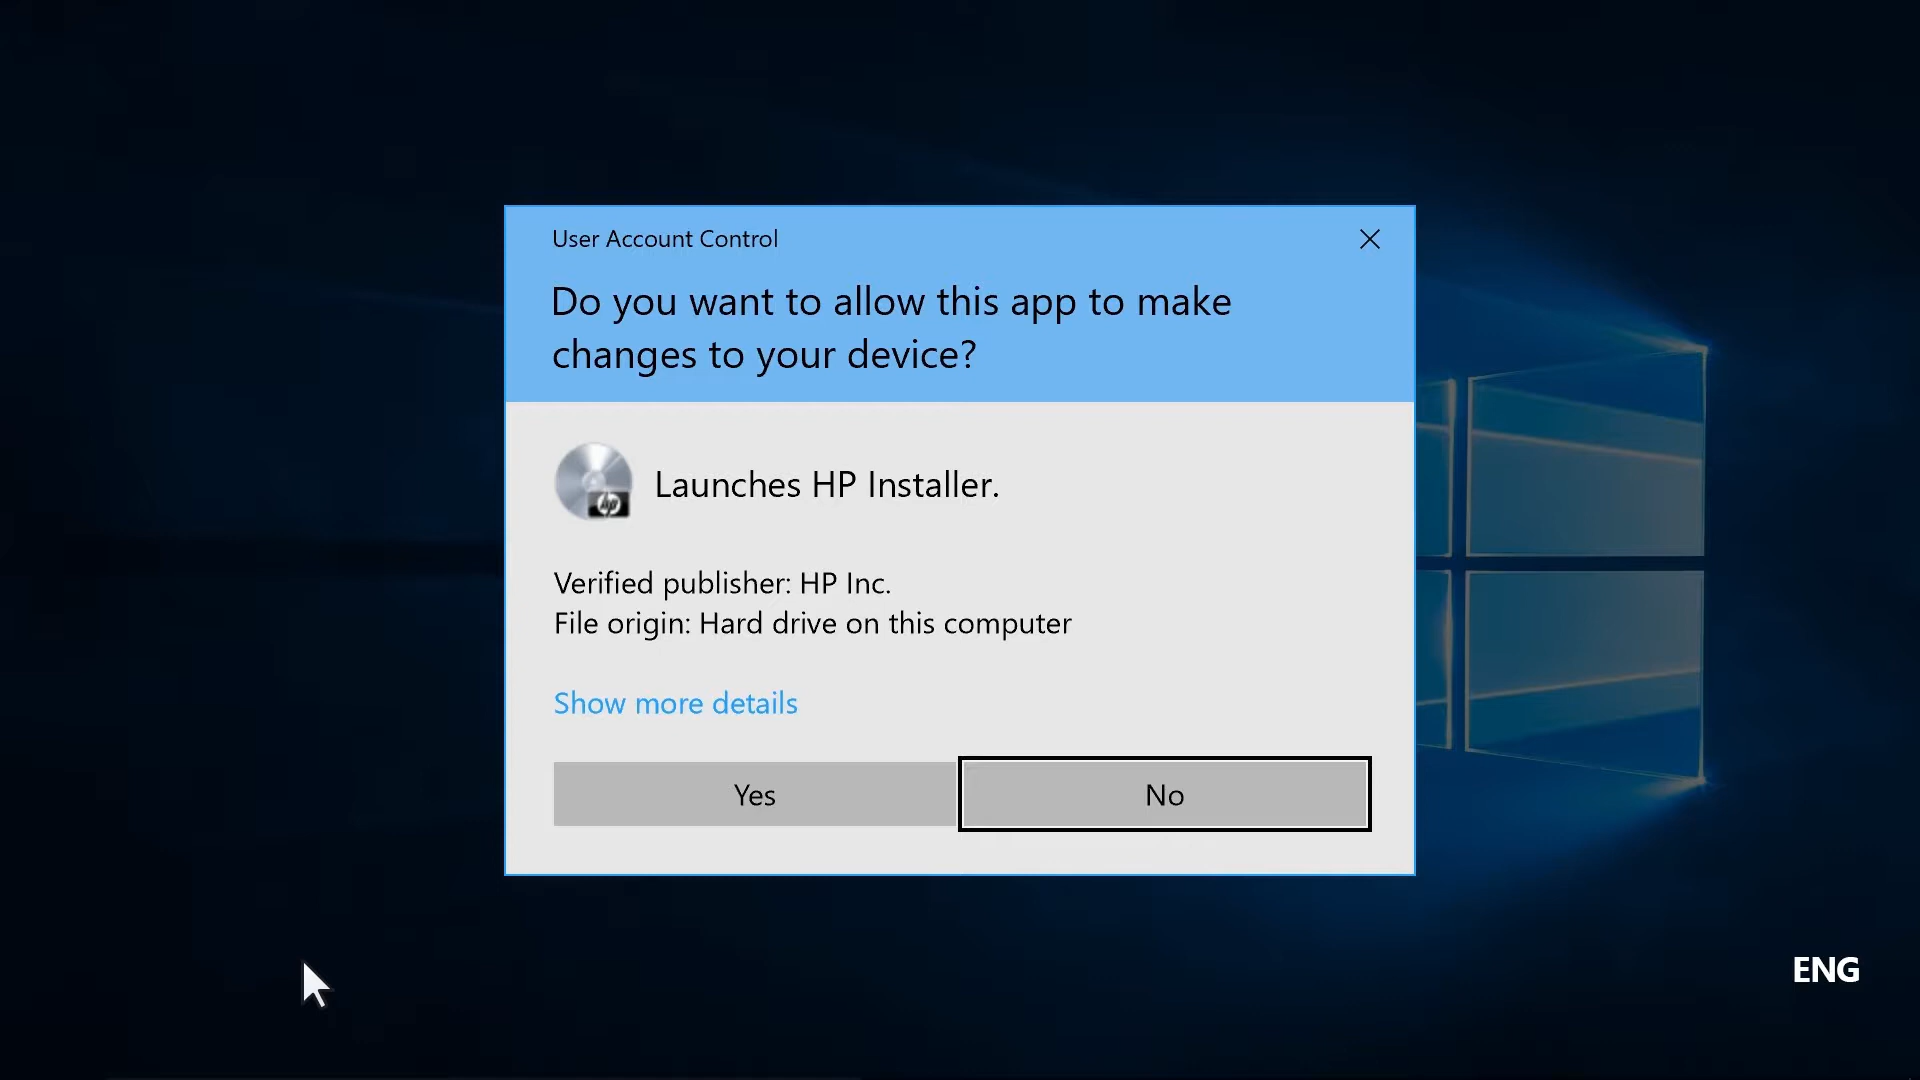 User Account Control
Do you want to allow this app to make
changes to your device?
hp
Launches HP Installer.
Verified publisher: HP Inc.
File origin: Hard drive on this computer
Show more details
Yes
No
ENG